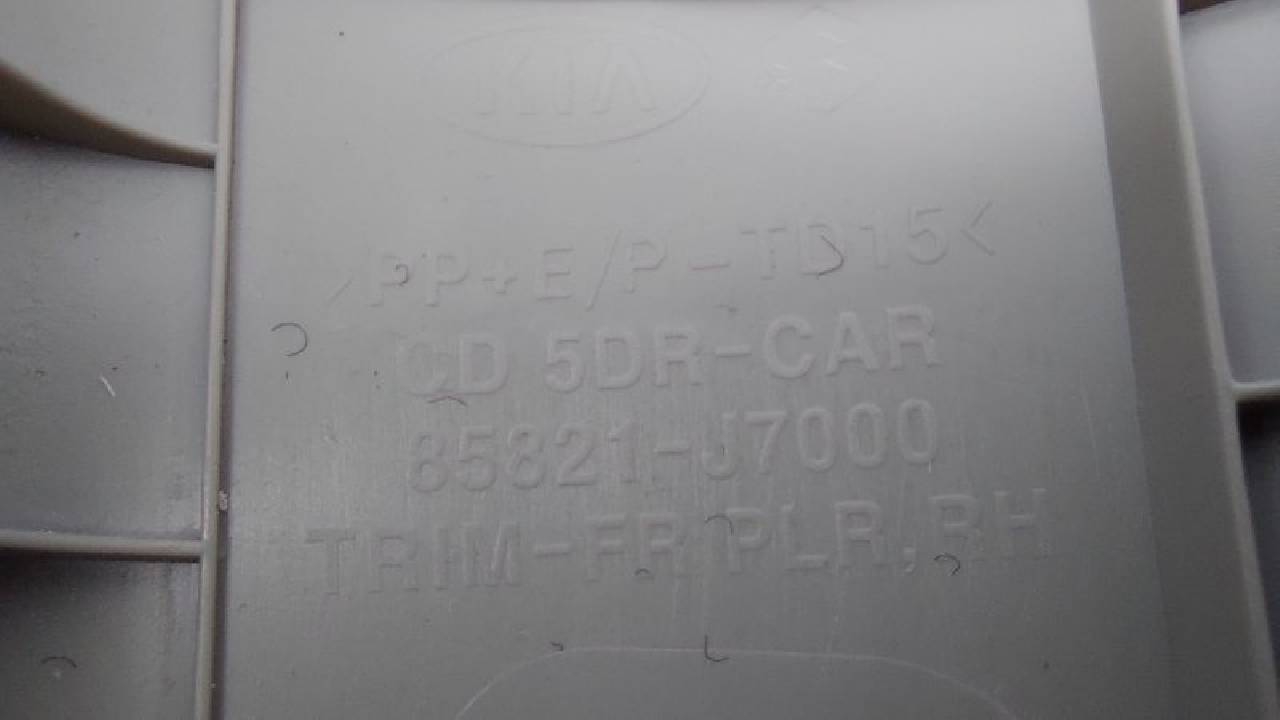 KIA
>PP+E/P-TD15<
CD 5DR-CAR
85821-J7000
TRIM-FR PLR,RH